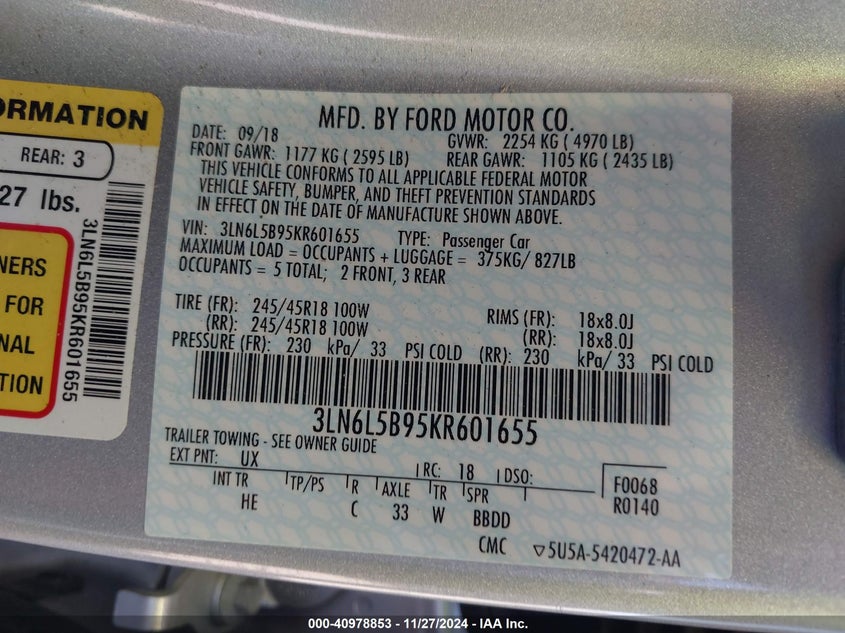 ORMATION
REAR: 3
27 lbs.
NERS
FOR
NAL
TION
3LN6L5B95KR601655
MFD. BY FORD MOTOR CO.
DATE: 09/18 GVWR: 2254 KG ( 4970 LB)
FRONT GAWR: 1177 KG ( 2595 LB) REAR GAWR: 1105 KG ( 2435 LB)
THIS VEHICLE CONFORMS TO ALL APPLICABLE FEDERAL MOTOR
VEHICLE SAFETY, BUMPER, AND THEFT PREVENTION STANDARDS
IN EFFECT ON THE DATE OF MANUFACTURE SHOWN ABOVE.
VIN: 3LN6L5B95KR601655 TYPE: Passenger Car
MAXIMUM LOAD = OCCUPANTS + LUGGAGE = 375KG/ 827LB
OCCUPANTS = 5 TOTAL; 2 FRONT, 3 REAR
TIRE (FR): 245/45R18 100W RIMS (FR): 18x8.0J
(RR): 245/45R18 100W (RR): 18x8.0J
PRESSURE (FR): 230 kPa/ 33 PSI COLD (RR): 230 kPa/ 33 PSI COLD
3LN6L5B95KR601655
TRAILER TOWING - SEE OWNER GUIDE
EXT PNT: UX RC: 18 DSO: F0068
INT TR TP/PS R AXLE TR SPR R0140
HE C 33 W BBDD
CMC ▽5U5A-5420472-AA
000-40978853 - 11/27/2024 - IAA Inc.